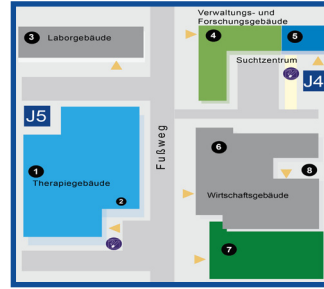 Verwaltungs- und
Forschungsgebäude
3 Laborgebäude
4
5
Suchtzentrum
J4
J5
Fußweg
6
1
Therapiegebäude
8
2
Wirtschaftsgebäude
7